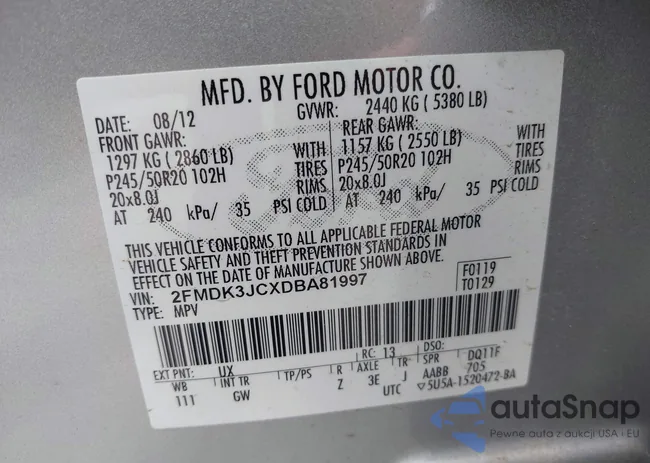 MFD. BY FORD MOTOR CO.
DATE: 08/12 GVWR: 2440 KG ( 5380 LB)
FRONT GAWR: REAR GAWR:
1297 KG ( 2860 LB) WITH 1157 KG ( 2550 LB) WITH
P245/50R20 102H TIRES P245/50R20 102H TIRES
20x8.0J RIMS 20x8.0J RIMS
AT 240 kPa/ 35 PSI COLD AT 240 kPa/ 35 PSI COLD
Ford
THIS VEHICLE CONFORMS TO ALL APPLICABLE FEDERAL MOTOR
VEHICLE SAFETY AND THEFT PREVENTION STANDARDS IN
EFFECT ON THE DATE OF MANUFACTURE SHOWN ABOVE.
VIN: 2FMDK3JCXDBA81997 F0119
TYPE: MPV T0129
EXT PNT: UX RC: 13 DSO: DQ11F
WB INT TR TP/PS R AXLE TR SPR 705
111 GW Z 3E J AABB
UTC 5U5A-1520472-BA
autaSnap
Pewne auta z aukcji USA i EU